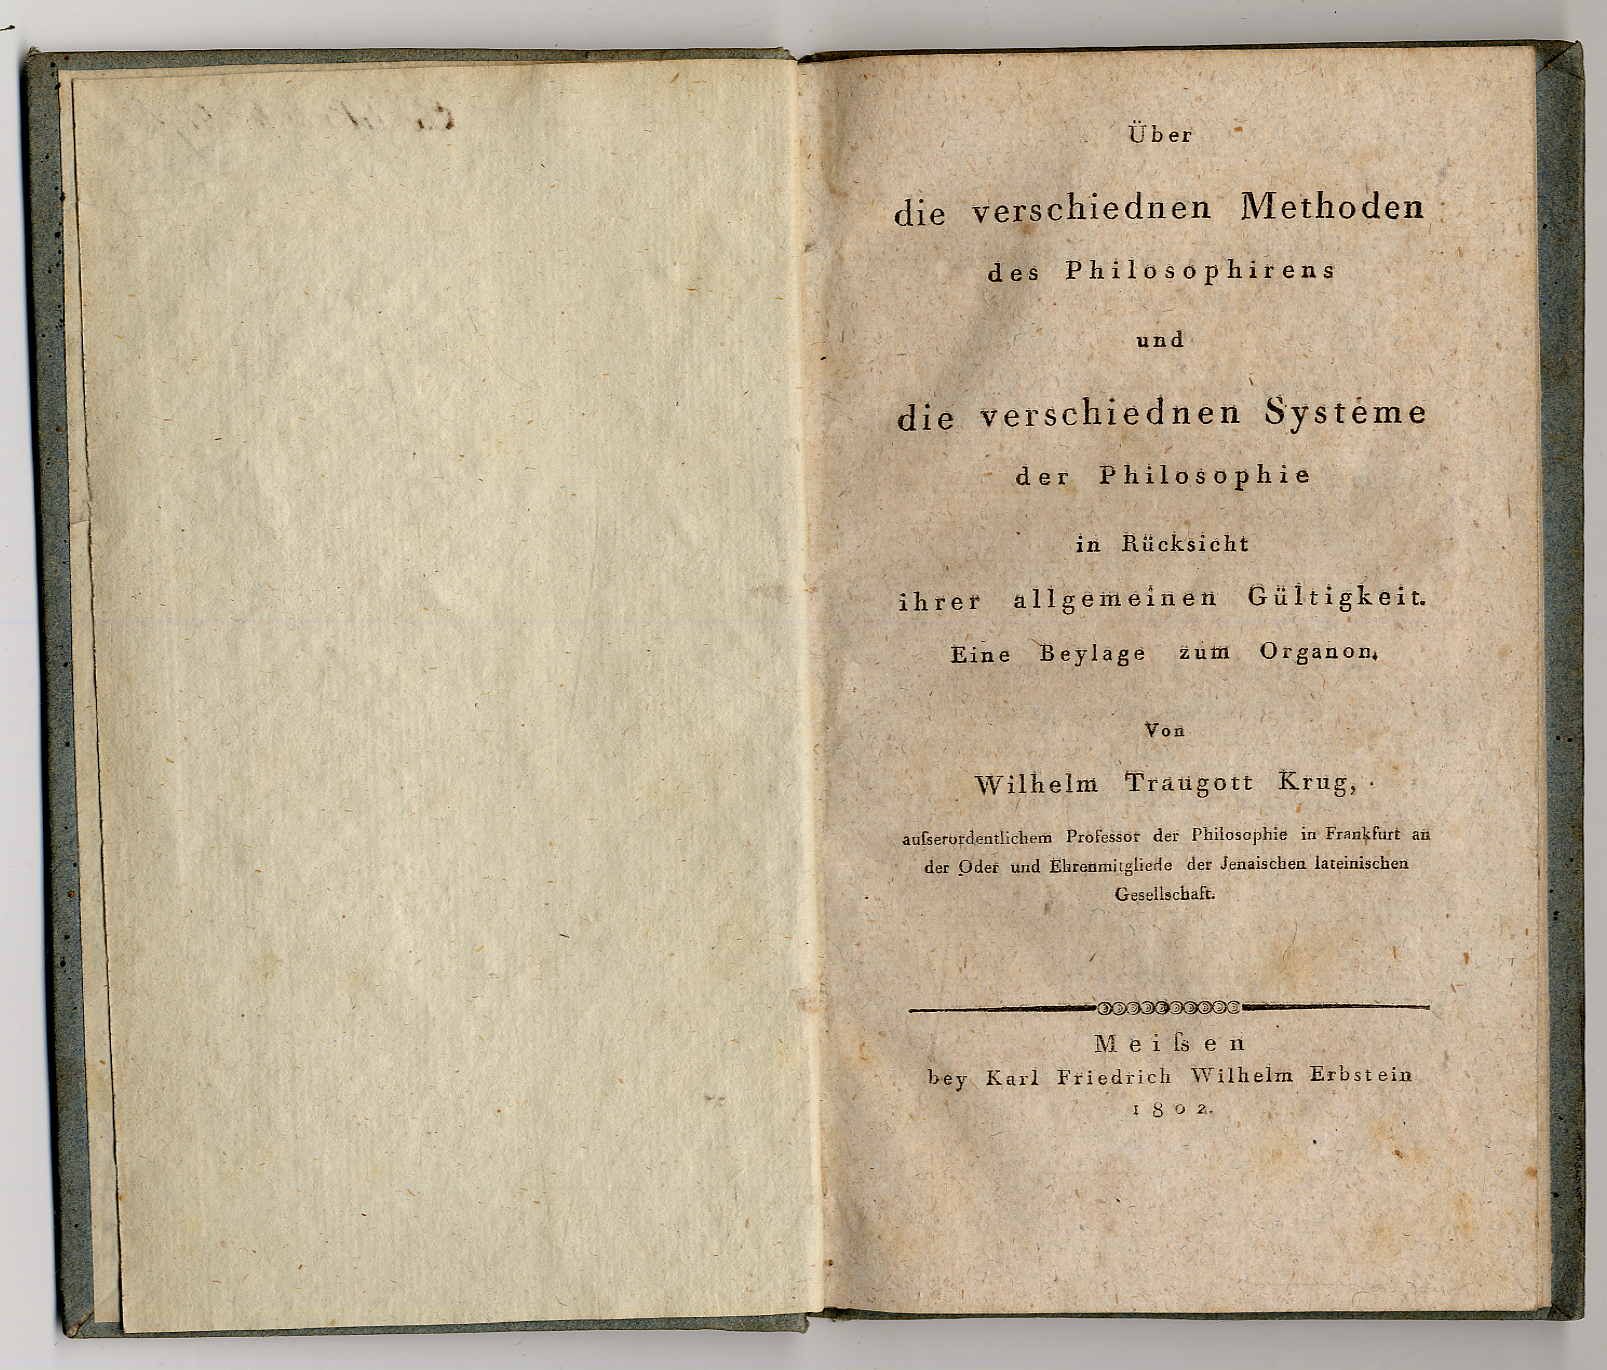 Über
die verschiednen Methoden
des Philosophirens
und
die verschiednen Systeme
der Philosophie
in Rücksicht
ihrer allgemeinen Gültigkeit.
Eine Beylage zum Organon.
Von
Wilhelm Traugott Krug,
auſserordentlichem Professor der Philosophie in Frankfurt an
der Oder und Ehrenmitgliede der Jenaischen lateinischen
Gesellschaft.
Meiſsen
bey Karl Friedrich Wilhelm Erbstein
1802.